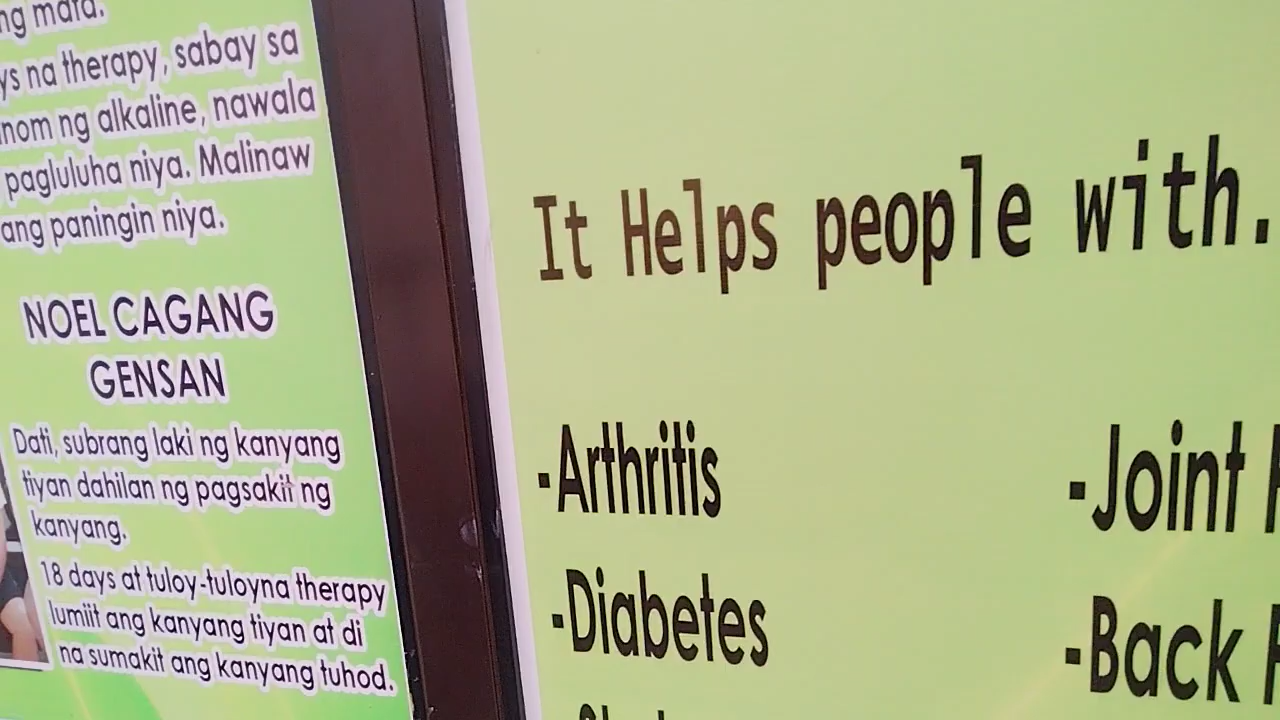 ng mata.
ys na therapy, sabay sa
nom ng alkaline, nawala
pagluluha niya. Malinaw
ang paningin niya.
NOEL CAGANG
GENSAN
Dati, subrang laki ng kanyang
tiyan dahilan ng pagsakit ng
kanyang.
18 days at tuloy-tuloyna therapy
lumiit ang kanyang tiyan at di
na sumakit ang kanyang tuhod.
It Helps people with.
-Arthritis
-Joint
-Diabetes
-Back